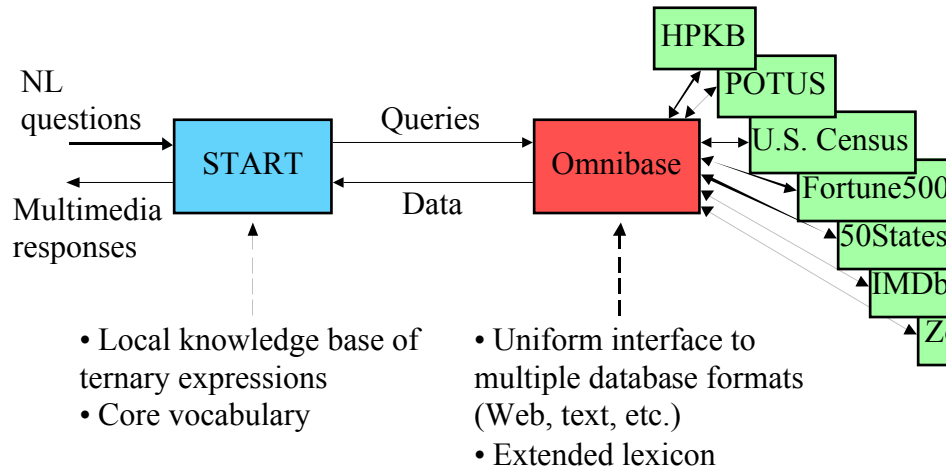 HPKB
POTUS
U.S. Census
Fortune500
50States
IMDb
NL
questions
START
Queries
Omnibase
Multimedia
responses
Data
• Local knowledge base of
ternary expressions
• Core vocabulary
• Uniform interface to
multiple database formats
(Web, text, etc.)
• Extended lexicon